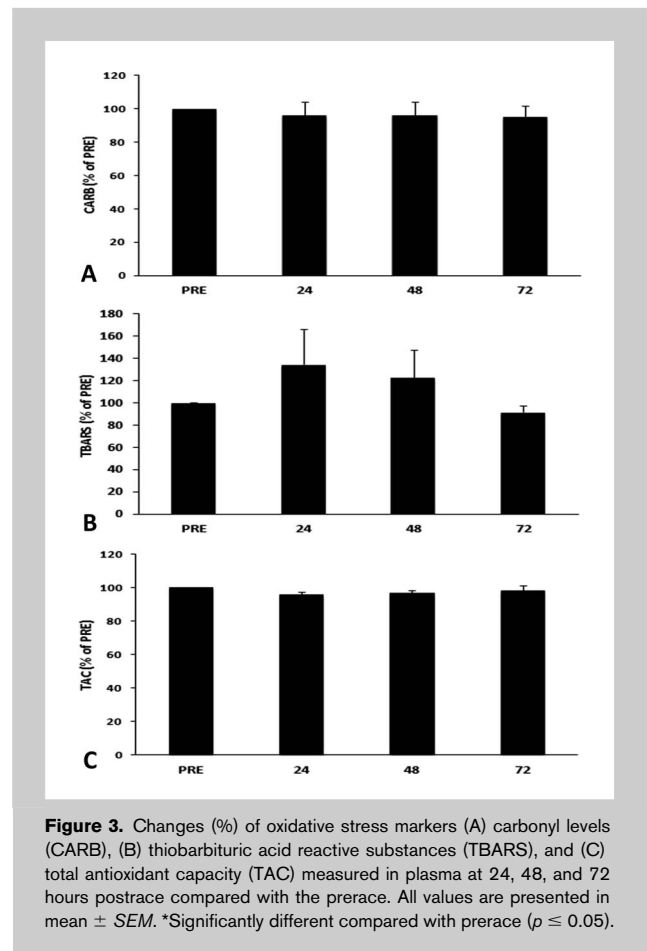 120
100
80
60
40
20
0
CARB (% of PRE)
A
PRE 24 48 72
180
160
140
120
100
80
60
40
20
0
TBARS (% of PRE)
B
PRE 24 48 72
120
100
80
60
40
20
0
TAC (% of PRE)
C
PRE 24 48 72
Figure 3. Changes (%) of oxidative stress markers (A) carbonyl levels
(CARB), (B) thiobarbituric acid reactive substances (TBARS), and (C)
total antioxidant capacity (TAC) measured in plasma at 24, 48, and 72
hours postrace compared with the prerace. All values are presented in
mean ± SEM. *Significantly different compared with prerace (p ≤ 0.05).